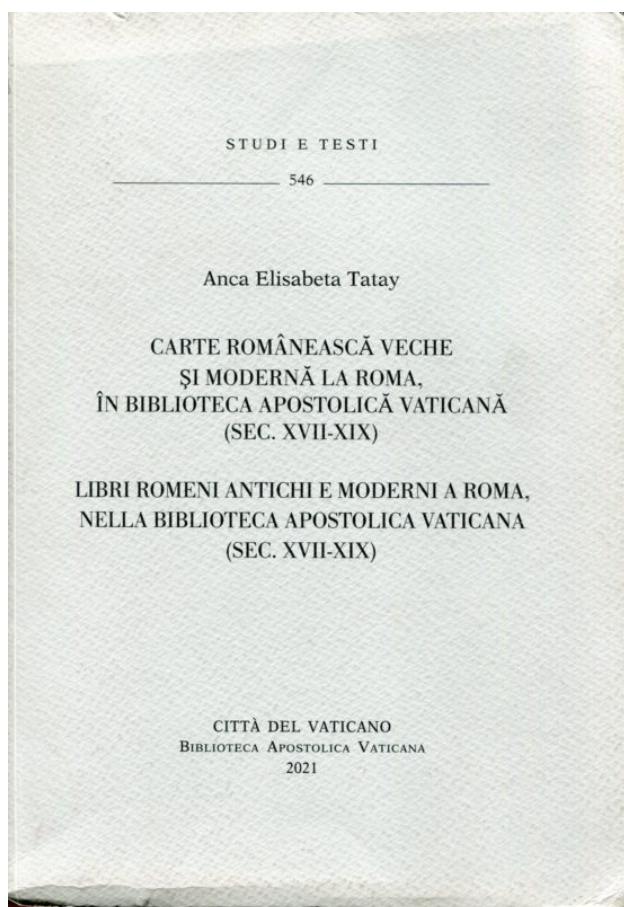 STUDI E TESTI
546
Anca Elisabeta Tatay
CARTE ROMÂNEASCĂ VECHE
ŞI MODERNĂ LA ROMA,
ÎN BIBLIOTECA APOSTOLICĂ VATICANĂ
(SEC. XVII-XIX)
LIBRI ROMENI ANTICHI E MODERNI A ROMA,
NELLA BIBLIOTECA APOSTOLICA VATICANA
(SEC. XVII-XIX)
CITTÀ DEL VATICANO
BIBLIOTECA APOSTOLICA VATICANA
2021